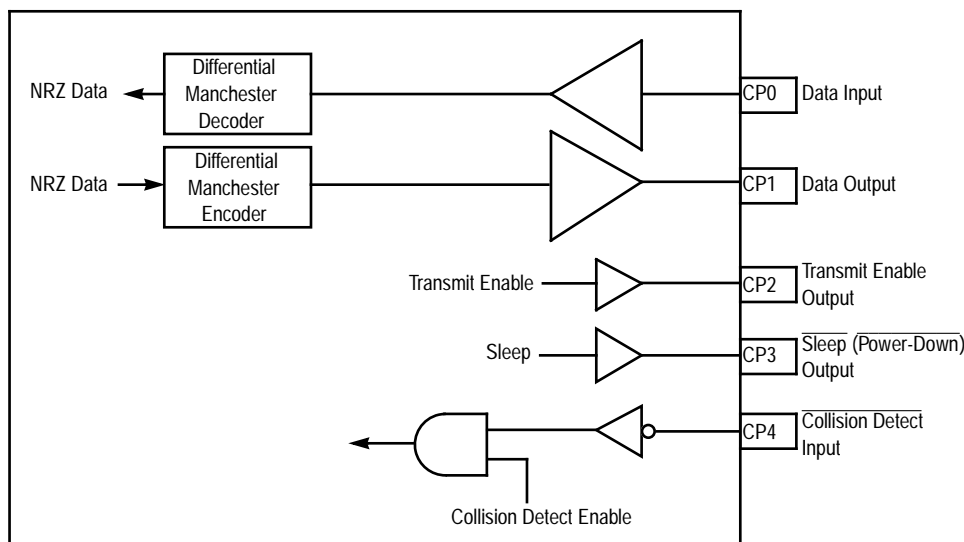 NRZ Data
Differential
Manchester
Decoder
CP0
Data Input
NRZ Data
Differential
Manchester
Encoder
CP1
Data Output
Transmit Enable
CP2
Transmit Enable
Output
Sleep
CP3
Sleep (Power-Down)
Output
CP4
Collision Detect
Input
Collision Detect Enable